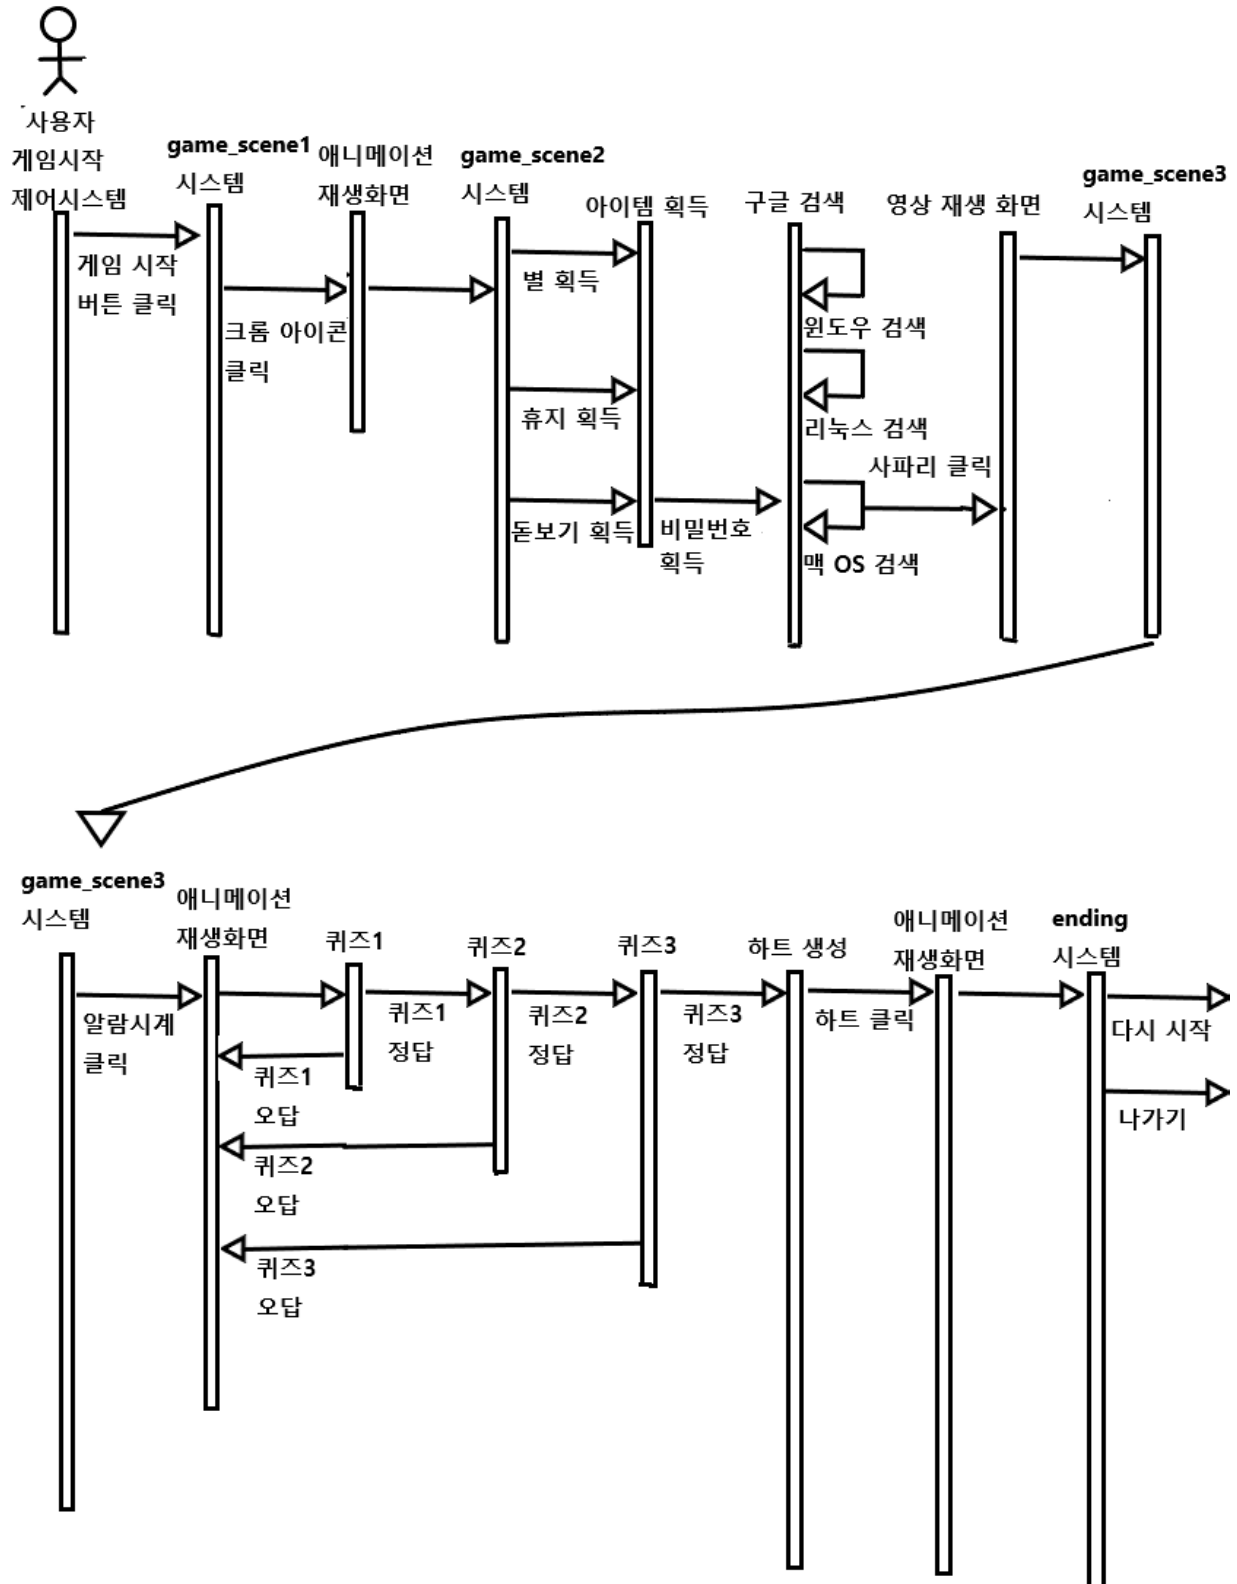 사용자
게임시작
제어시스템
game_scene1
시스템
애니메이션
재생화면
game_scene2
시스템
아이템 획득
구글 검색
영상 재생 화면
game_scene3
시스템
게임 시작
버튼 클릭
크롬 아이콘
클릭
별 획득
휴지 획득
돋보기 획득
비밀번호
획득
윈도우 검색
리눅스 검색
사파리 클릭
맥 OS 검색
game_scene3
시스템
애니메이션
재생화면
퀴즈1
퀴즈2
퀴즈3
하트 생성
애니메이션
재생화면
ending
시스템
알람시계
클릭
퀴즈1
정답
퀴즈2
정답
퀴즈3
정답
하트 클릭
다시 시작
퀴즈1
오답
나가기
퀴즈2
오답
퀴즈3
오답